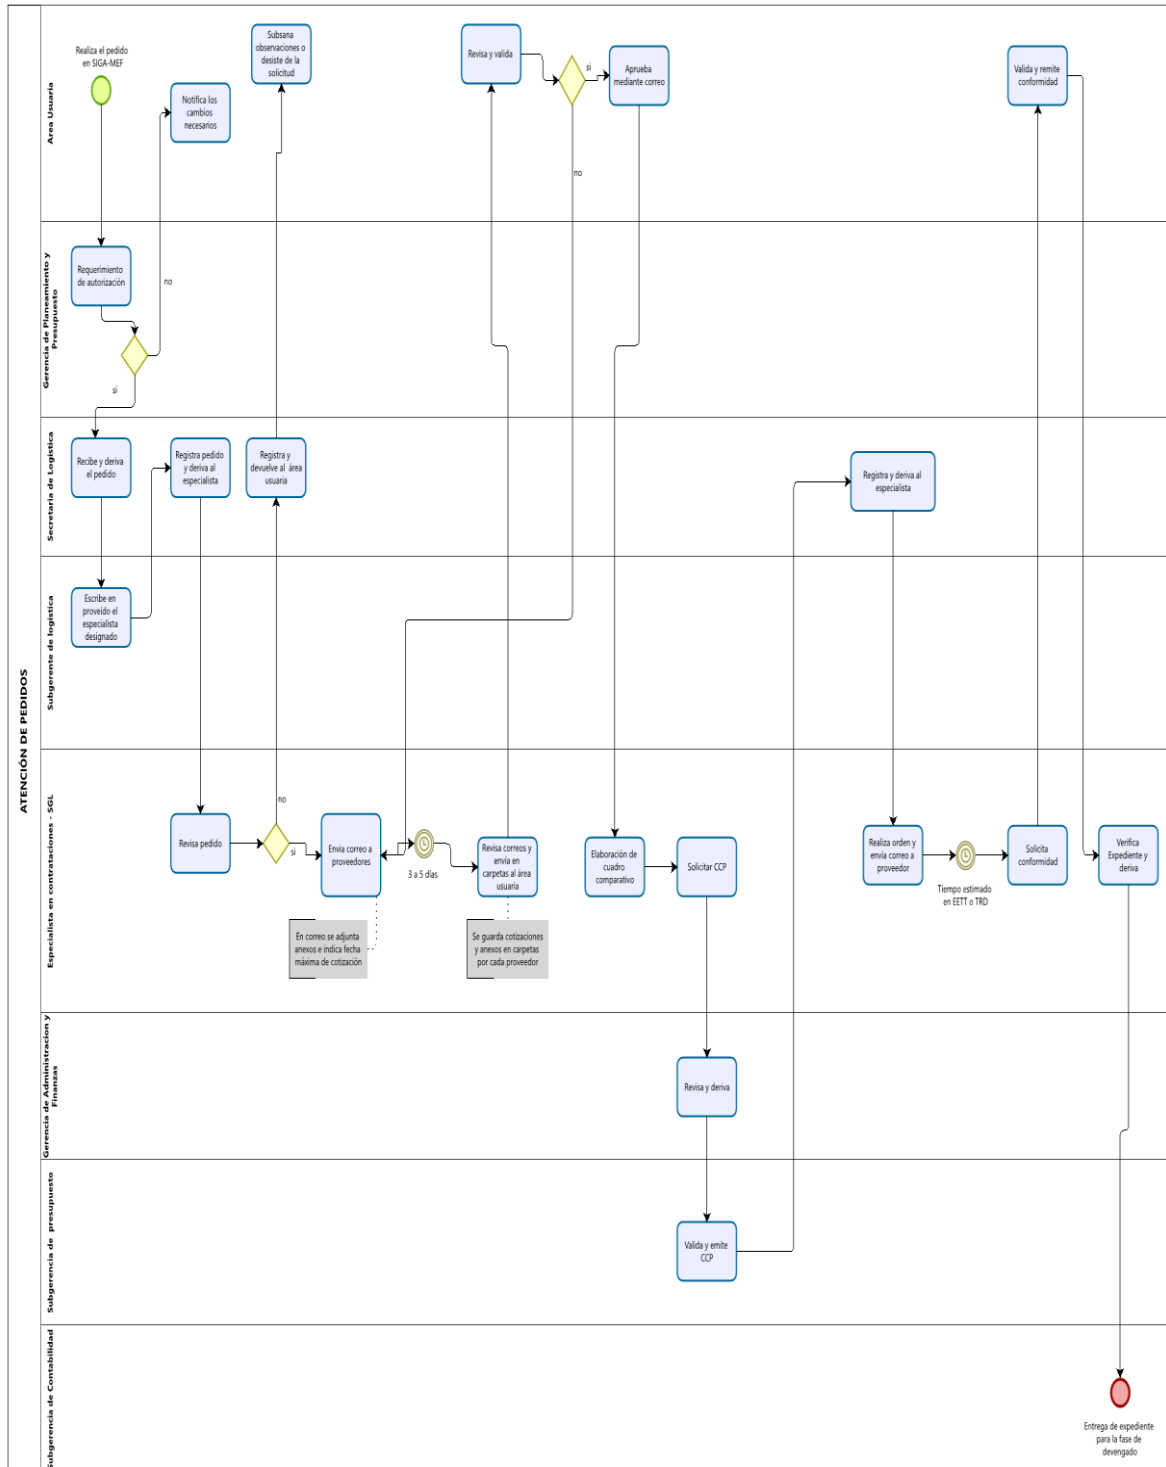 ATENCIÓN DE PEDIDOS
Area Usuaria
Realiza el pedido
en SIGA-MEF
Notifica los
cambios
necesarios
Subsana
observaciones o
desiste de la
solicitud
Revisa y valida
si
no
Aprueba
mediante correo
Valida y remite
conformidad
Gerencia de Planeamiento y
Presupuesto
Requerimiento
de autorización
no
si
Secretaria de Logistica
Recibe y deriva
el pedido
Registra pedido
y deriva al
especialista
Registra y
devuelve al área
usuaria
Registra y deriva al
especialista
Subgerente de logistica
Escribe en
proveido el
especialista
designado
Especialista en contrataciones - SGL
Revisa pedido
no
si
Envia correo a
proveedores
3 a 5 días
Revisa correos y
envía en
carpetas al área
usuaria
Elaboración de
cuadro
comparativo
Solicitar CCP
Realiza orden y
envia correo a
proveedor
Tiempo estimado
en EETT o TRD
Solicita
conformidad
Verifica
Expediente y
deriva
En correo se adjunta
anexos e indica fecha
máxima de cotización
Se guarda cotizaciones
y anexos en carpetas
por cada proveedor
Gerencia de Administracion y
Finanzas
Revisa y deriva
Subgerencia de presupuesto
Valida y emite
CCP
Subgerencia de Contabilidad
Entrega de expediente
para la fase de
devengado